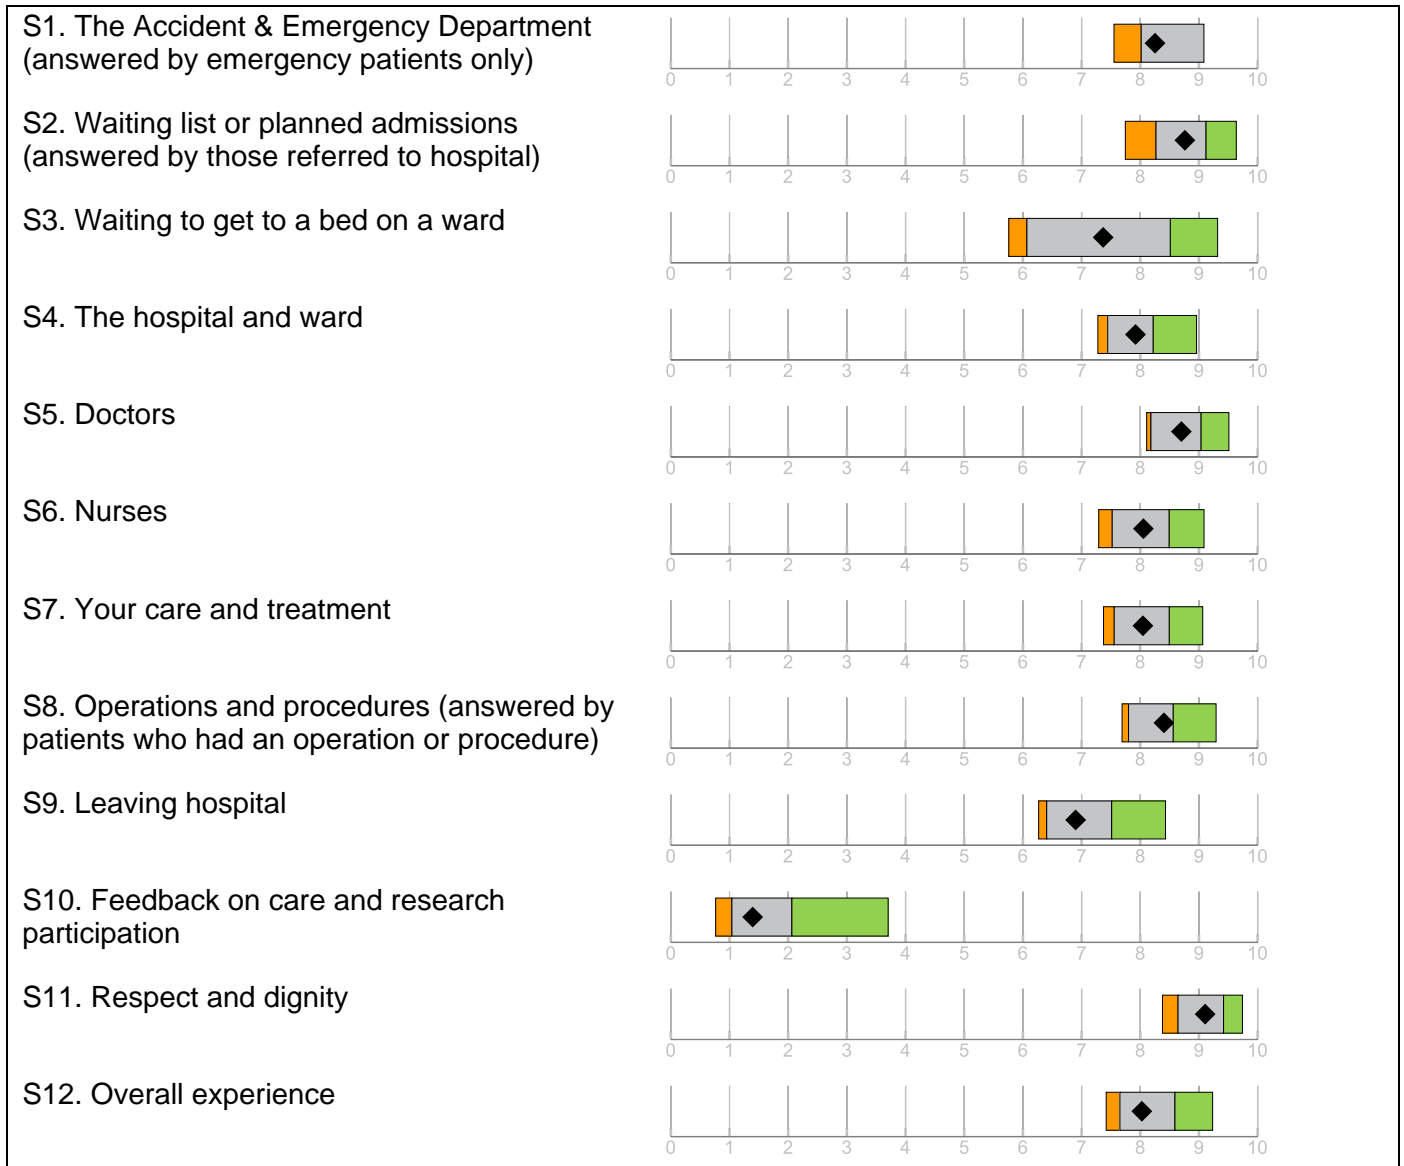 S1. The Accident & Emergency Department
(answered by emergency patients only)
0 1 2 3 4 5 6 7 8 9 10
S2. Waiting list or planned admissions
(answered by those referred to hospital)
0 1 2 3 4 5 6 7 8 9 10
S3. Waiting to get to a bed on a ward
0 1 2 3 4 5 6 7 8 9 10
S4. The hospital and ward
0 1 2 3 4 5 6 7 8 9 10
S5. Doctors
0 1 2 3 4 5 6 7 8 9 10
S6. Nurses
0 1 2 3 4 5 6 7 8 9 10
S7. Your care and treatment
0 1 2 3 4 5 6 7 8 9 10
S8. Operations and procedures (answered by
patients who had an operation or procedure)
0 1 2 3 4 5 6 7 8 9 10
S9. Leaving hospital
0 1 2 3 4 5 6 7 8 9 10
S10. Feedback on care and research
participation
0 1 2 3 4 5 6 7 8 9 10
S11. Respect and dignity
0 1 2 3 4 5 6 7 8 9 10
S12. Overall experience
0 1 2 3 4 5 6 7 8 9 10